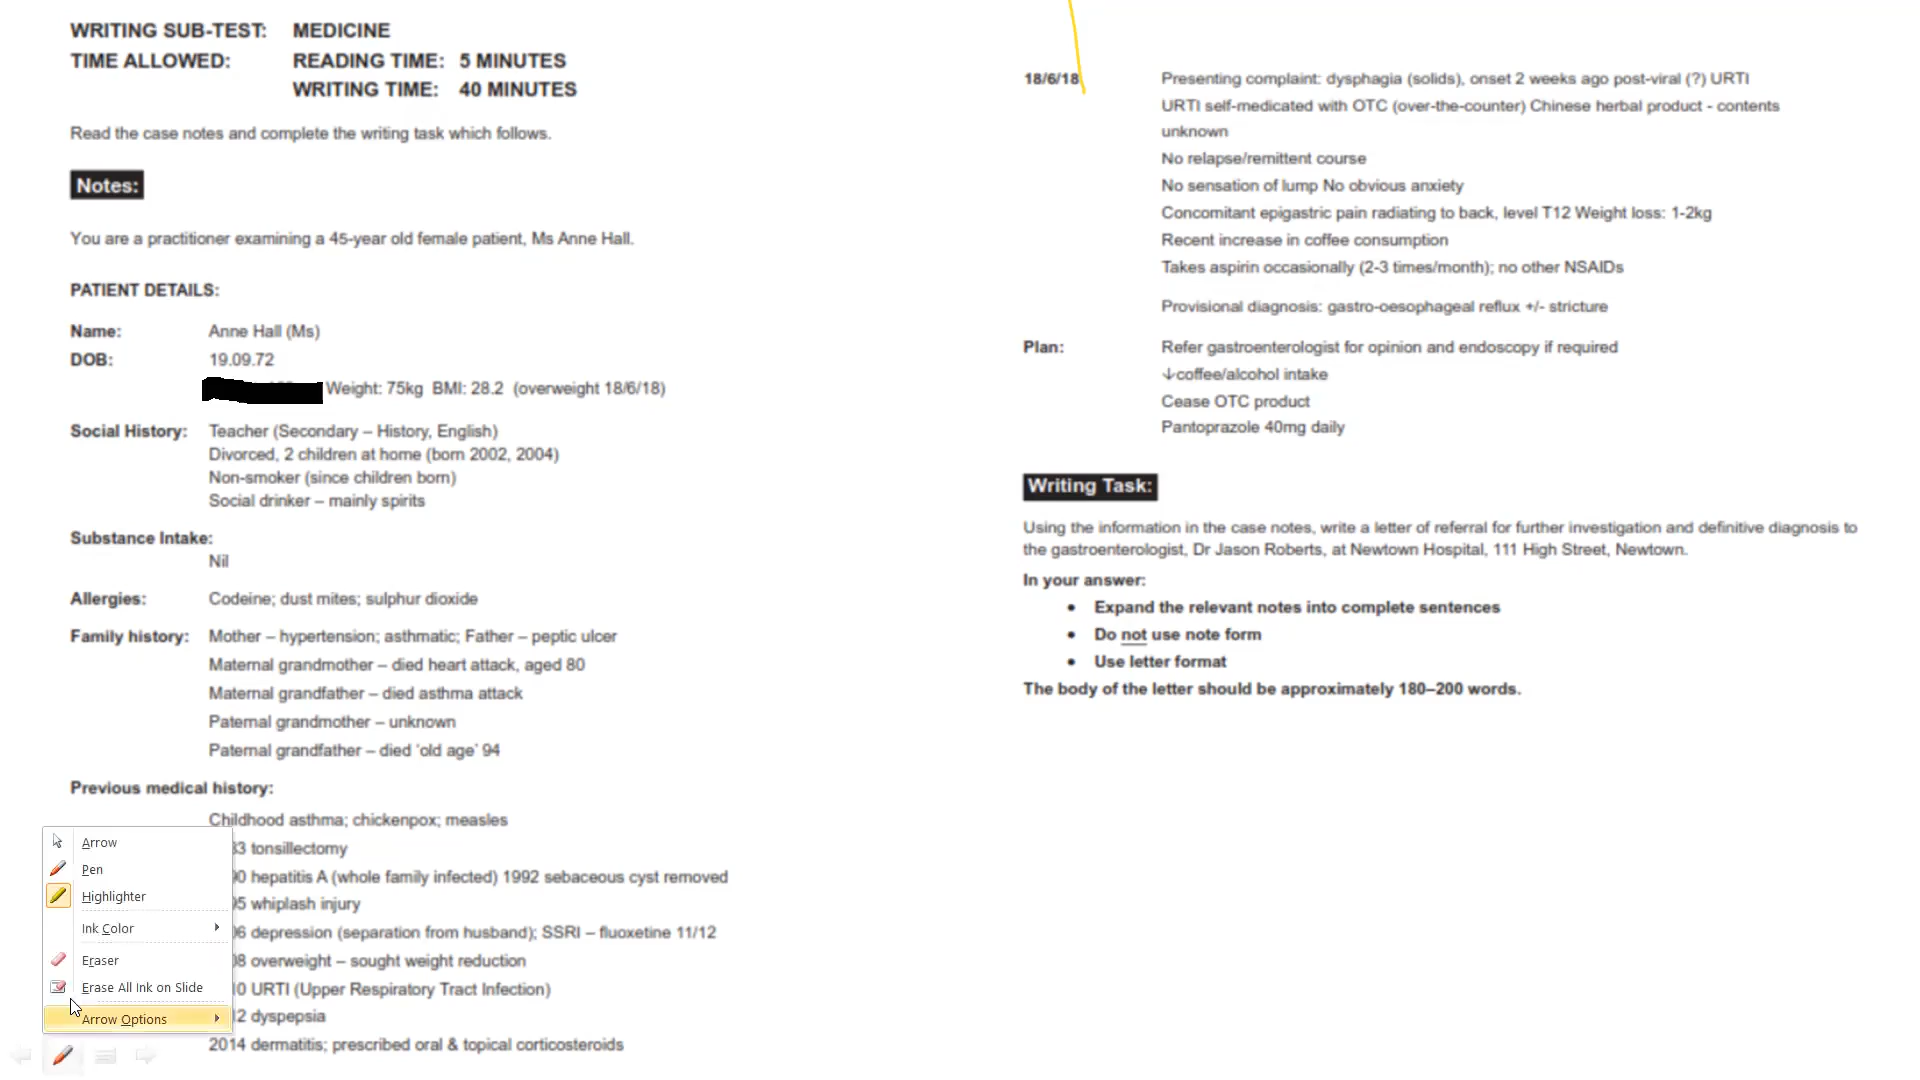 WRITING SUB-TEST: MEDICINE
TIME ALLOWED: READING TIME: 5 MINUTES
WRITING TIME: 40 MINUTES
Read the case notes and complete the writing task which follows.
Notes:
You are a practitioner examining a 45-year old female patient, Ms Anne Hall.
PATIENT DETAILS:
Name: Anne Hall (Ms)
DOB: 19.09.72
Weight: 75kg BMI: 28.2 (overweight 18/6/18)
Social History: Teacher (Secondary – History, English)
Divorced, 2 children at home (born 2002, 2004)
Non-smoker (since children born)
Social drinker – mainly spirits
Substance Intake:
Nil
Allergies: Codeine; dust mites; sulphur dioxide
Family history: Mother – hypertension; asthmatic; Father – peptic ulcer
Maternal grandmother – died heart attack, aged 80
Maternal grandfather – died asthma attack
Paternal grandmother – unknown
Paternal grandfather – died ‘old age’ 94
Previous medical history:
Childhood asthma; chickenpox; measles
33 tonsillectomy
90 hepatitis A (whole family infected) 1992 sebaceous cyst removed
95 whiplash injury
06 depression (separation from husband); SSRI – fluoxetine 11/12
08 overweight – sought weight reduction
10 URTI (Upper Respiratory Tract Infection)
12 dyspepsia
2014 dermatitis; prescribed oral & topical corticosteroids
Arrow
Pen
Highlighter
Ink Color
Eraser
Erase All Ink on Slide
Arrow Options
18/6/18 Presenting complaint: dysphagia (solids), onset 2 weeks ago post-viral (?) URTI
URTI self-medicated with OTC (over-the-counter) Chinese herbal product - contents
unknown
No relapse/remittent course
No sensation of lump No obvious anxiety
Concomitant epigastric pain radiating to back, level T12 Weight loss: 1-2kg
Recent increase in coffee consumption
Takes aspirin occasionally (2-3 times/month); no other NSAIDs
Provisional diagnosis: gastro-oesophageal reflux +/- stricture
Plan: Refer gastroenterologist for opinion and endoscopy if required
↓coffee/alcohol intake
Cease OTC product
Pantoprazole 40mg daily
Writing Task:
Using the information in the case notes, write a letter of referral for further investigation and definitive diagnosis to
the gastroenterologist, Dr Jason Roberts, at Newtown Hospital, 111 High Street, Newtown.
In your answer:
• Expand the relevant notes into complete sentences
• Do not use note form
• Use letter format
The body of the letter should be approximately 180–200 words.